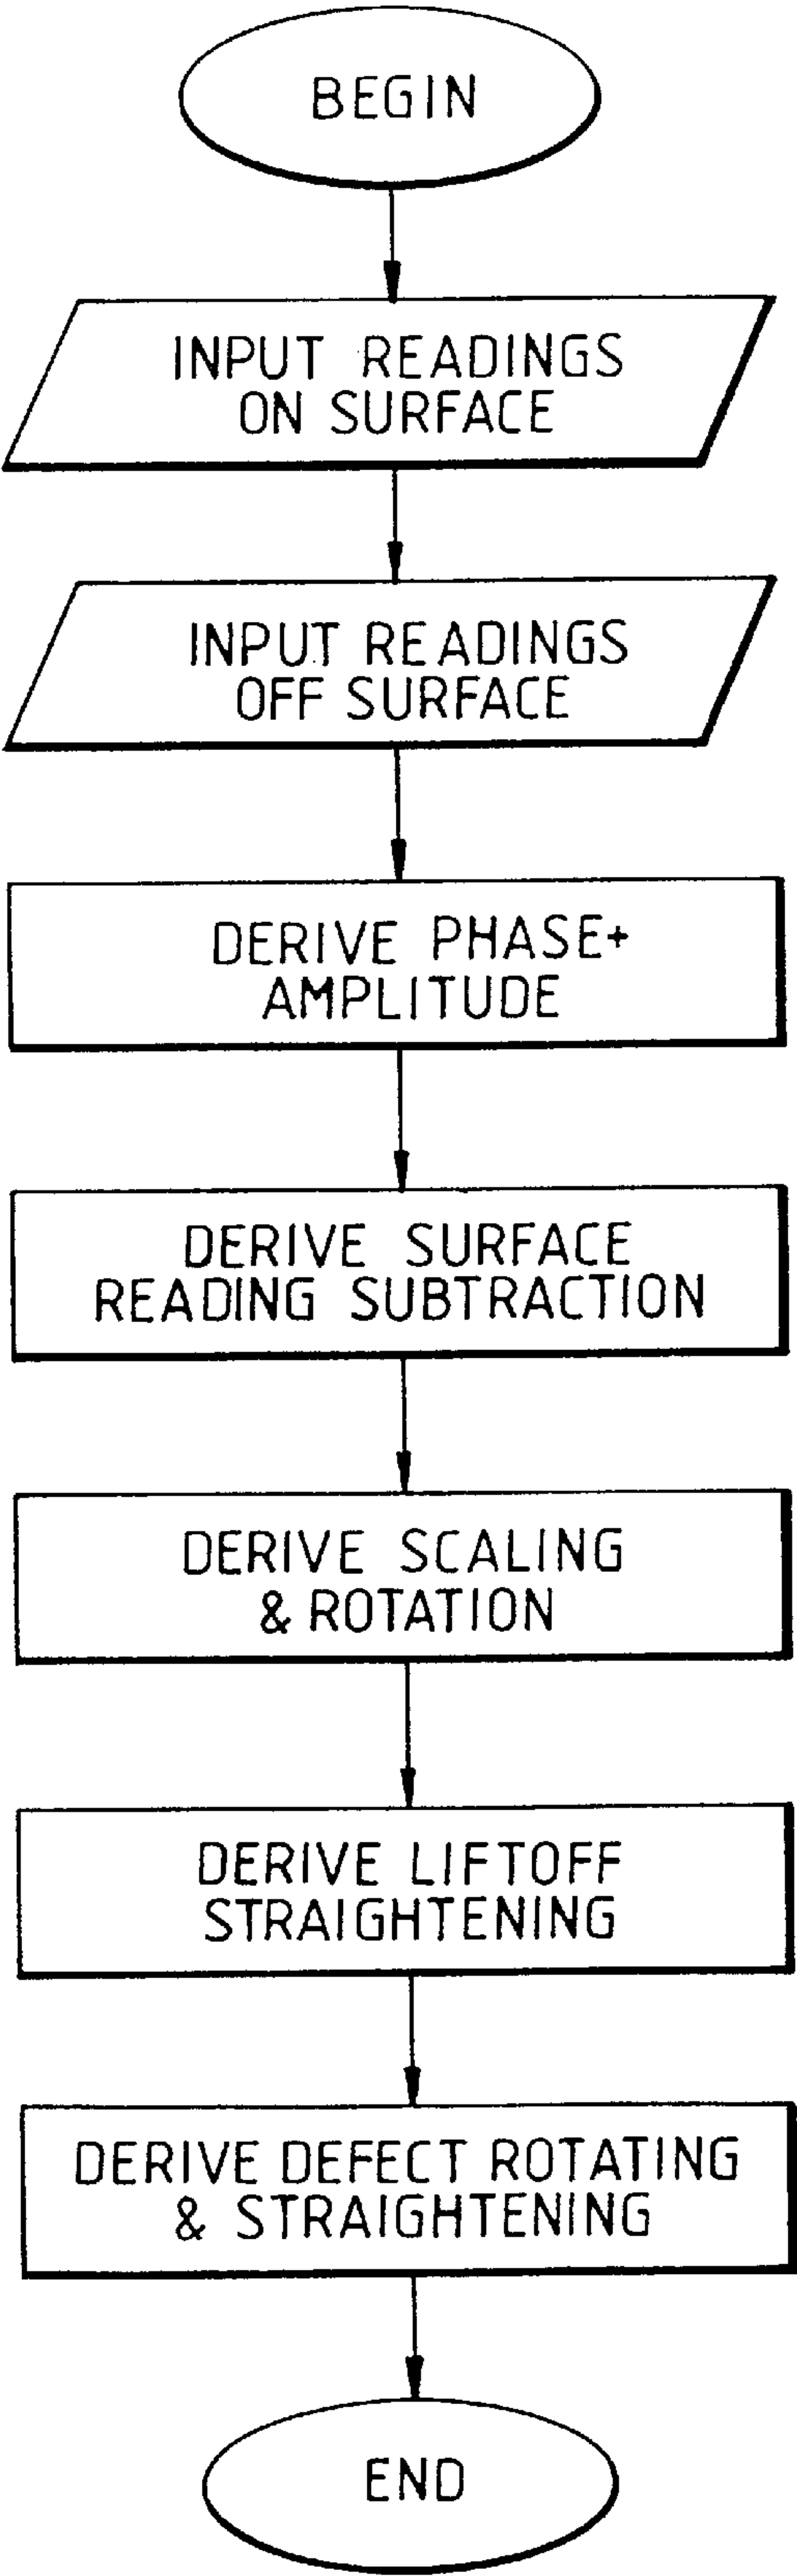 BEGIN
INPUT READINGS
ON SURFACE
INPUT READINGS
OFF SURFACE
DERIVE PHASE+
AMPLITUDE
DERIVE SURFACE
READING SUBTRACTION
DERIVE SCALING
& ROTATION
DERIVE LIFTOFF
STRAIGHTENING
DERIVE DEFECT ROTATING
& STRAIGHTENING
END